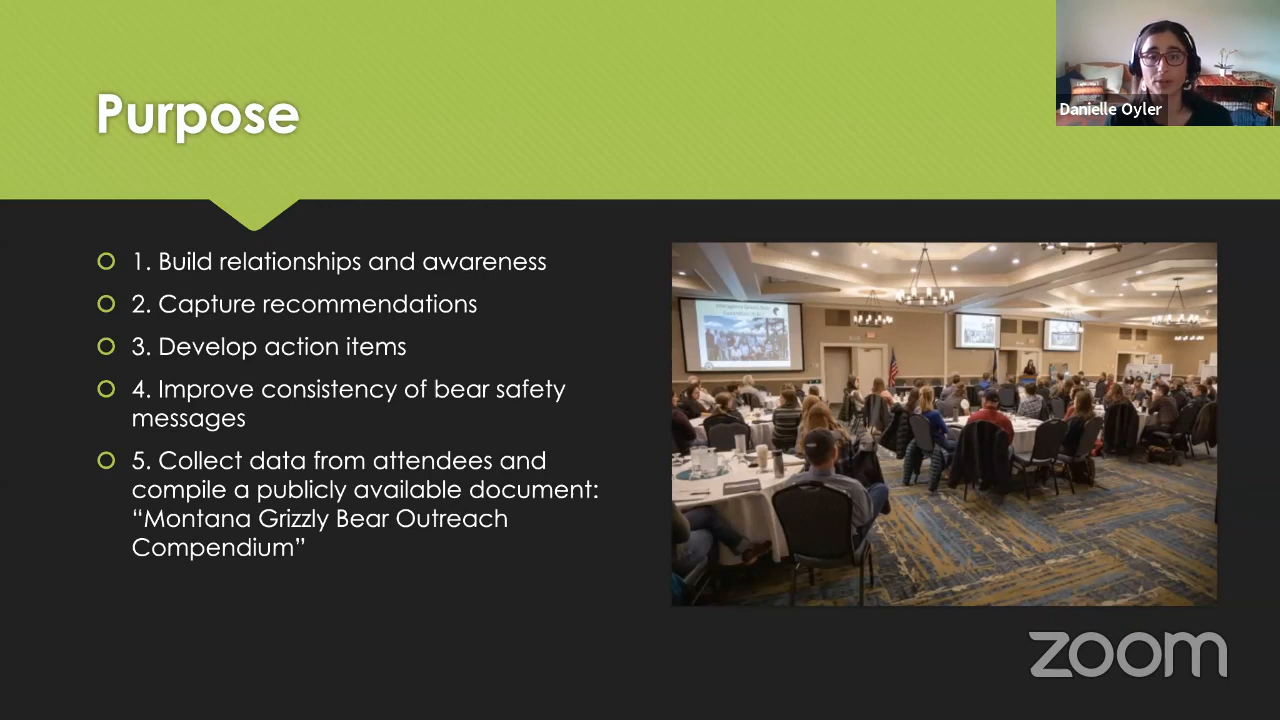 Purpose
Danielle Oyler
1. Build relationships and awareness
2. Capture recommendations
3. Develop action items
4. Improve consistency of bear safety
messages
5. Collect data from attendees and
compile a publicly available document:
“Montana Grizzly Bear Outreach
Compendium”
zoom